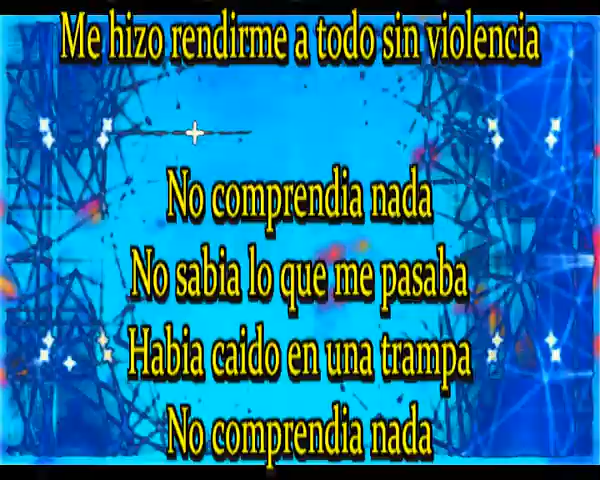 Me hizo rendirme a todo sin violencia
No comprendia nada
No sabia lo que me pasaba
Habia caido en una trampa
No comprendia nada